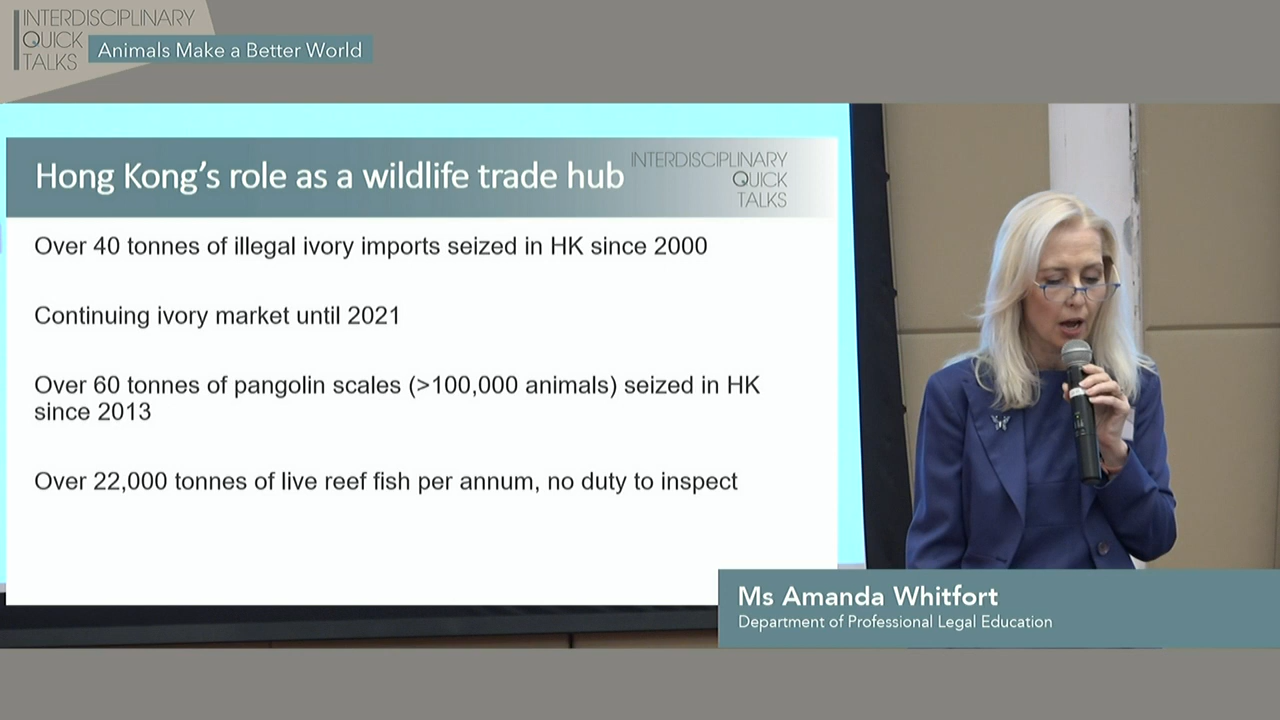 INTERDISCIPLINARY
QUICK
TALKS
Animals Make a Better World
Hong Kong's role as a wildlife trade hub
INTERDISCIPLINARY
QUICK
TALKS
Over 40 tonnes of illegal ivory imports seized in HK since 2000
Continuing ivory market until 2021
Over 60 tonnes of pangolin scales (>100,000 animals) seized in HK
since 2013
Over 22,000 tonnes of live reef fish per annum, no duty to inspect
Ms Amanda Whitfort
Department of Professional Legal Education